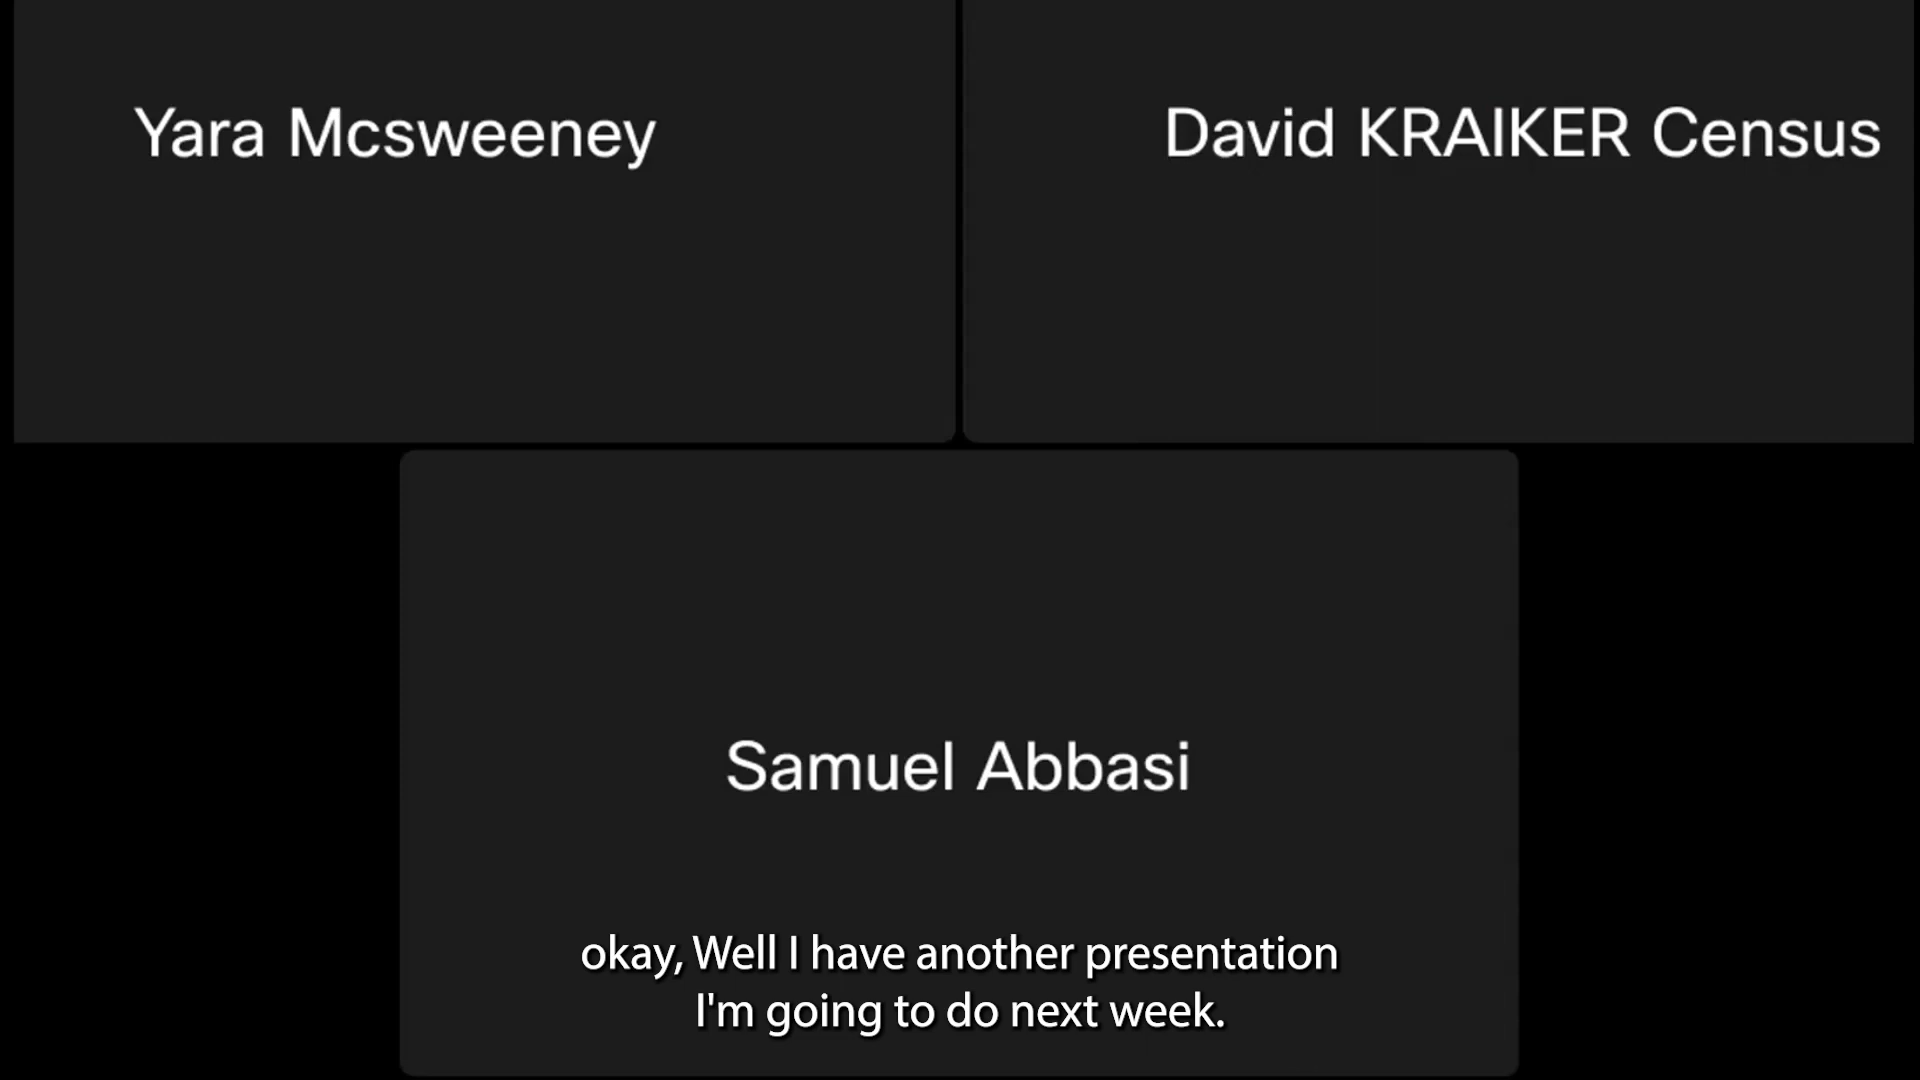 Yara Mcsweeney
David KRAIKER Census
Samuel Abbasi
okay, Well I have another presentation
I'm going to do next week.